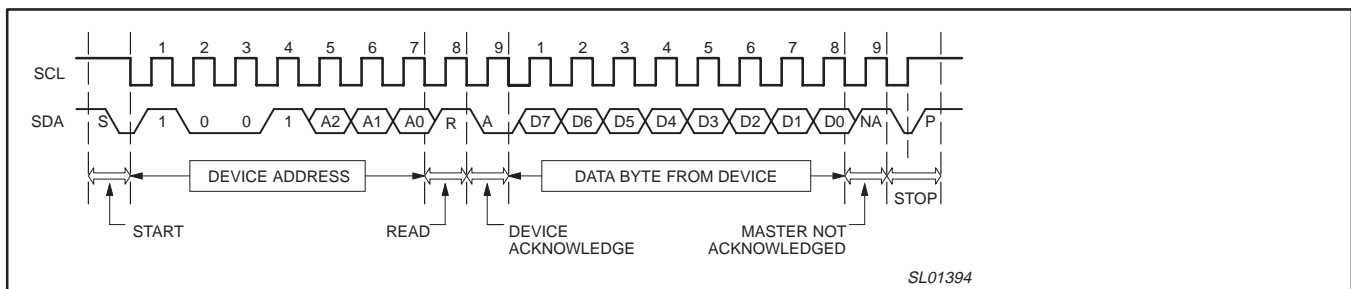 1 2 3 4 5 6 7 8 9 1 2 3 4 5 6 7 8 9
SCL
SDA S 1 0 0 1 A2 A1 A0 R A D7 D6 D5 D4 D3 D2 D1 D0 NA P
DEVICE ADDRESS DATA BYTE FROM DEVICE
STOP
START READ DEVICE ACKNOWLEDGE MASTER NOT ACKNOWLEDGED
SL01394